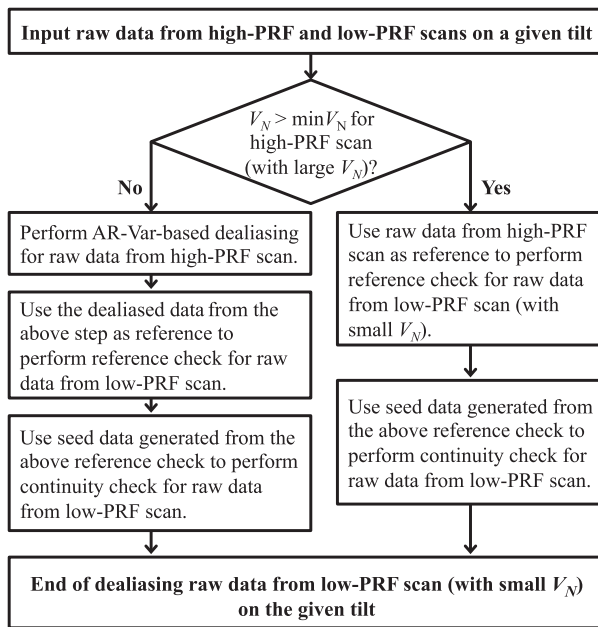 Input raw data from high-PRF and low-PRF scans on a given tilt
V_N > minV_N for
high-PRF scan
(with large V_N)?
No
Yes
Perform AR-Var-based dealiasing
for raw data from high-PRF scan.
Use the dealiased data from the
above step as reference to
perform reference check for raw
data from low-PRF scan.
Use seed data generated from the
above reference check to perform
continuity check for raw data
from low-PRF scan.
Use raw data from high-PRF
scan as reference to perform
reference check for raw data
from low-PRF scan (with
small V_N).
Use seed data generated from
the above reference check to
perform continuity check for
raw data from low-PRF scan.
End of dealiasing raw data from low-PRF scan (with small V_N)
on the given tilt